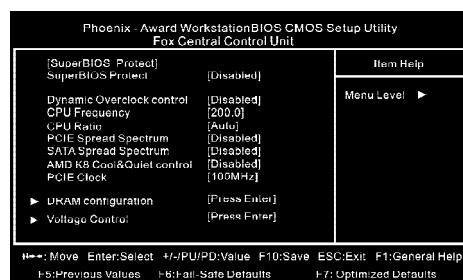 Phoenix - Award WorkstationBIOS CMOS Setup Utility
Fox Central Control Unit
[SuperBIOS Protect]
SuperBIOS Protect [Disabled]
Dynamic Overclock control [Disabled]
CPU Frequency [200.0]
CPU Ratio [Auto]
PCIE Spread Spectrum [Disabled]
SATA Spread Spectrum [Disabled]
AMD K8 Cool&Quiet control [Disabled]
PCIE Clock [100MHz]
► DRAM configuration [Press Enter]
► Voltage Control [Press Enter]
Item Help
Menu Level ►
↑↓←→: Move Enter:Select +/-/PU/PD:Value F10:Save ESC:Exit F1:General Help
F5:Previous Values F6:Fail-Safe Defaults F7: Optimized Defaults